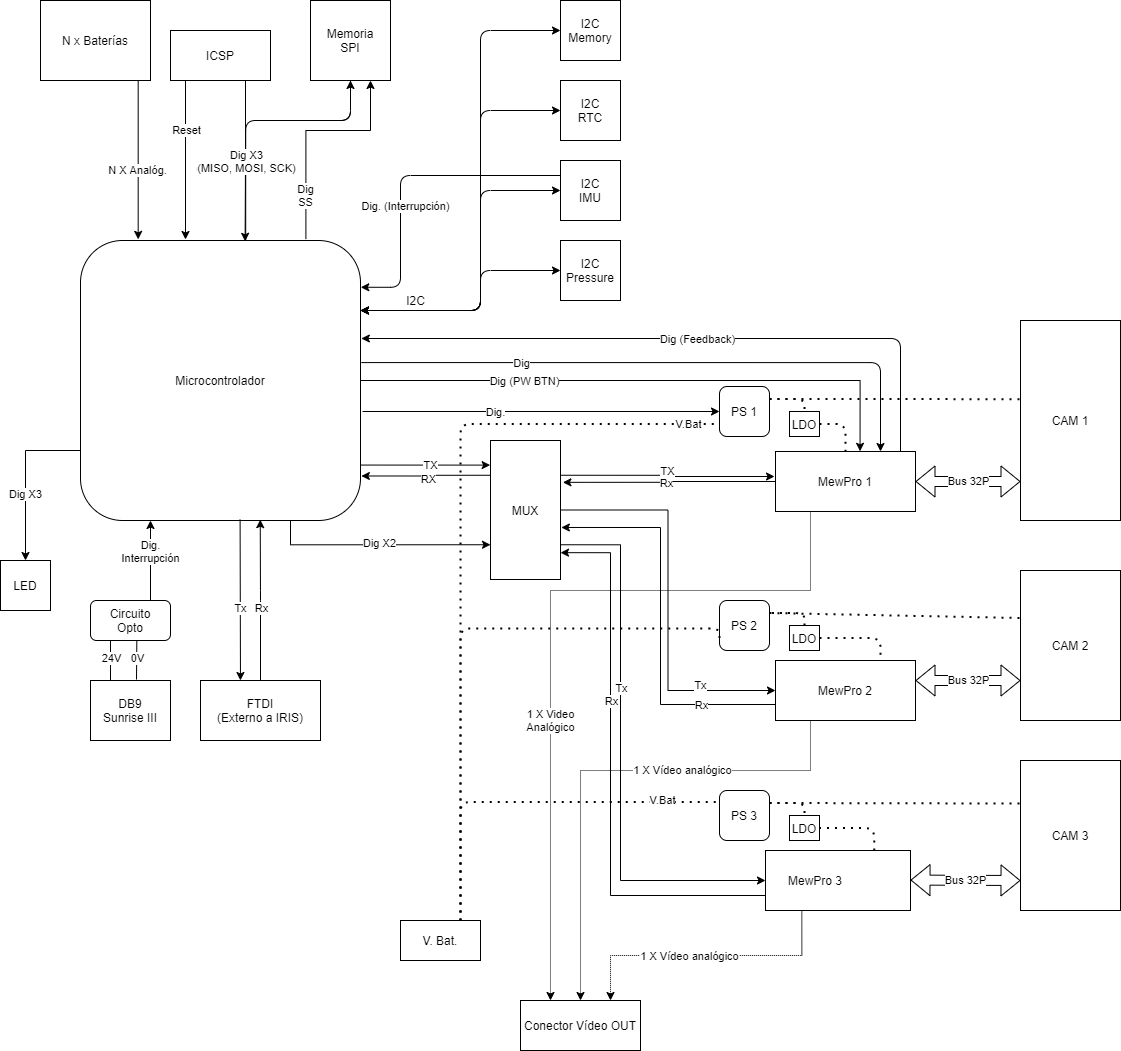 N x Baterías
ICSP
Memoria
SPI
I2C
Memory
I2C
RTC
I2C
IMU
I2C
Pressure
Reset
N X Analóg.
Dig X3
(MISO, MOSI, SCK)
Dig
SS
Dig. (Interrupción)
I2C
Microcontrolador
Dig (Feedback)
Dig
Dig (PW BTN)
Dig.
V.Bat
PS 1
LDO
CAM 1
TX
RX
TX
Rx
MewPro 1
Bus 32P
MUX
Dig X2
Dig X3
LED
Dig.
Interrupción
Circuito
Opto
24V
0V
DB9
Sunrise III
Tx
Rx
FTDI
(Externo a IRIS)
PS 2
LDO
CAM 2
Tx
Rx
Tx
Rx
MewPro 2
Bus 32P
1 X Video
Analógico
1 X Vídeo analógico
V.Bat
PS 3
LDO
CAM 3
MewPro 3
Bus 32P
V. Bat.
1 X Vídeo analógico
Conector Vídeo OUT